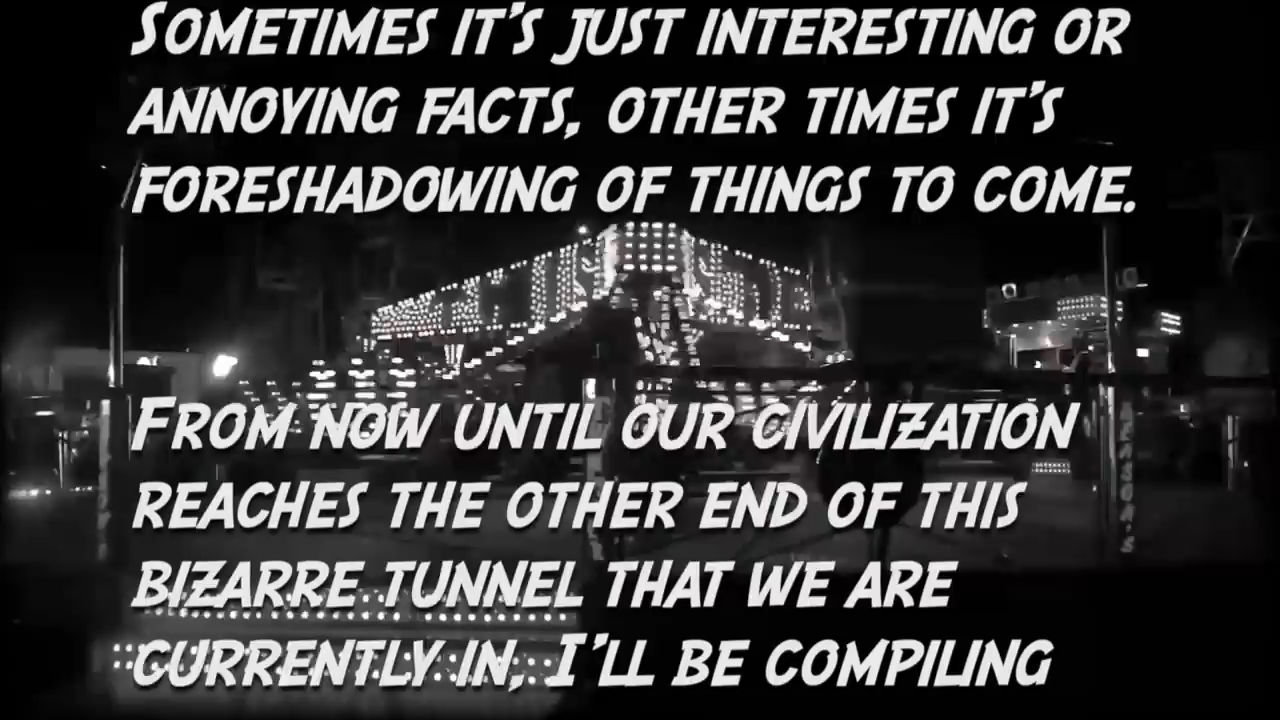 Sometimes it's just interesting or
annoying facts, other times it's
foreshadowing of things to come.
From now until our civilization
reaches the other end of this
bizarre tunnel that we are
currently in, I'll be compiling